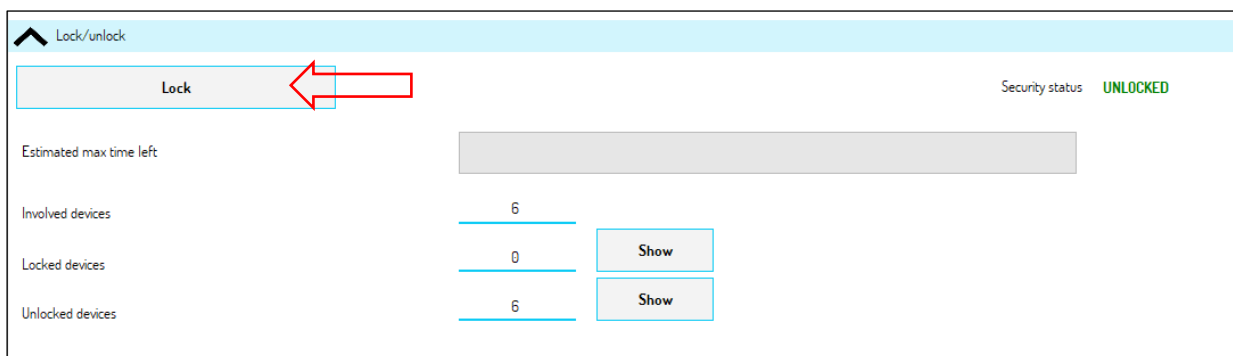 Lock/unlock
Lock
Security status UNLOCKED
Estimated max time left
Involved devices 6
Locked devices 0 Show
Unlocked devices 6 Show